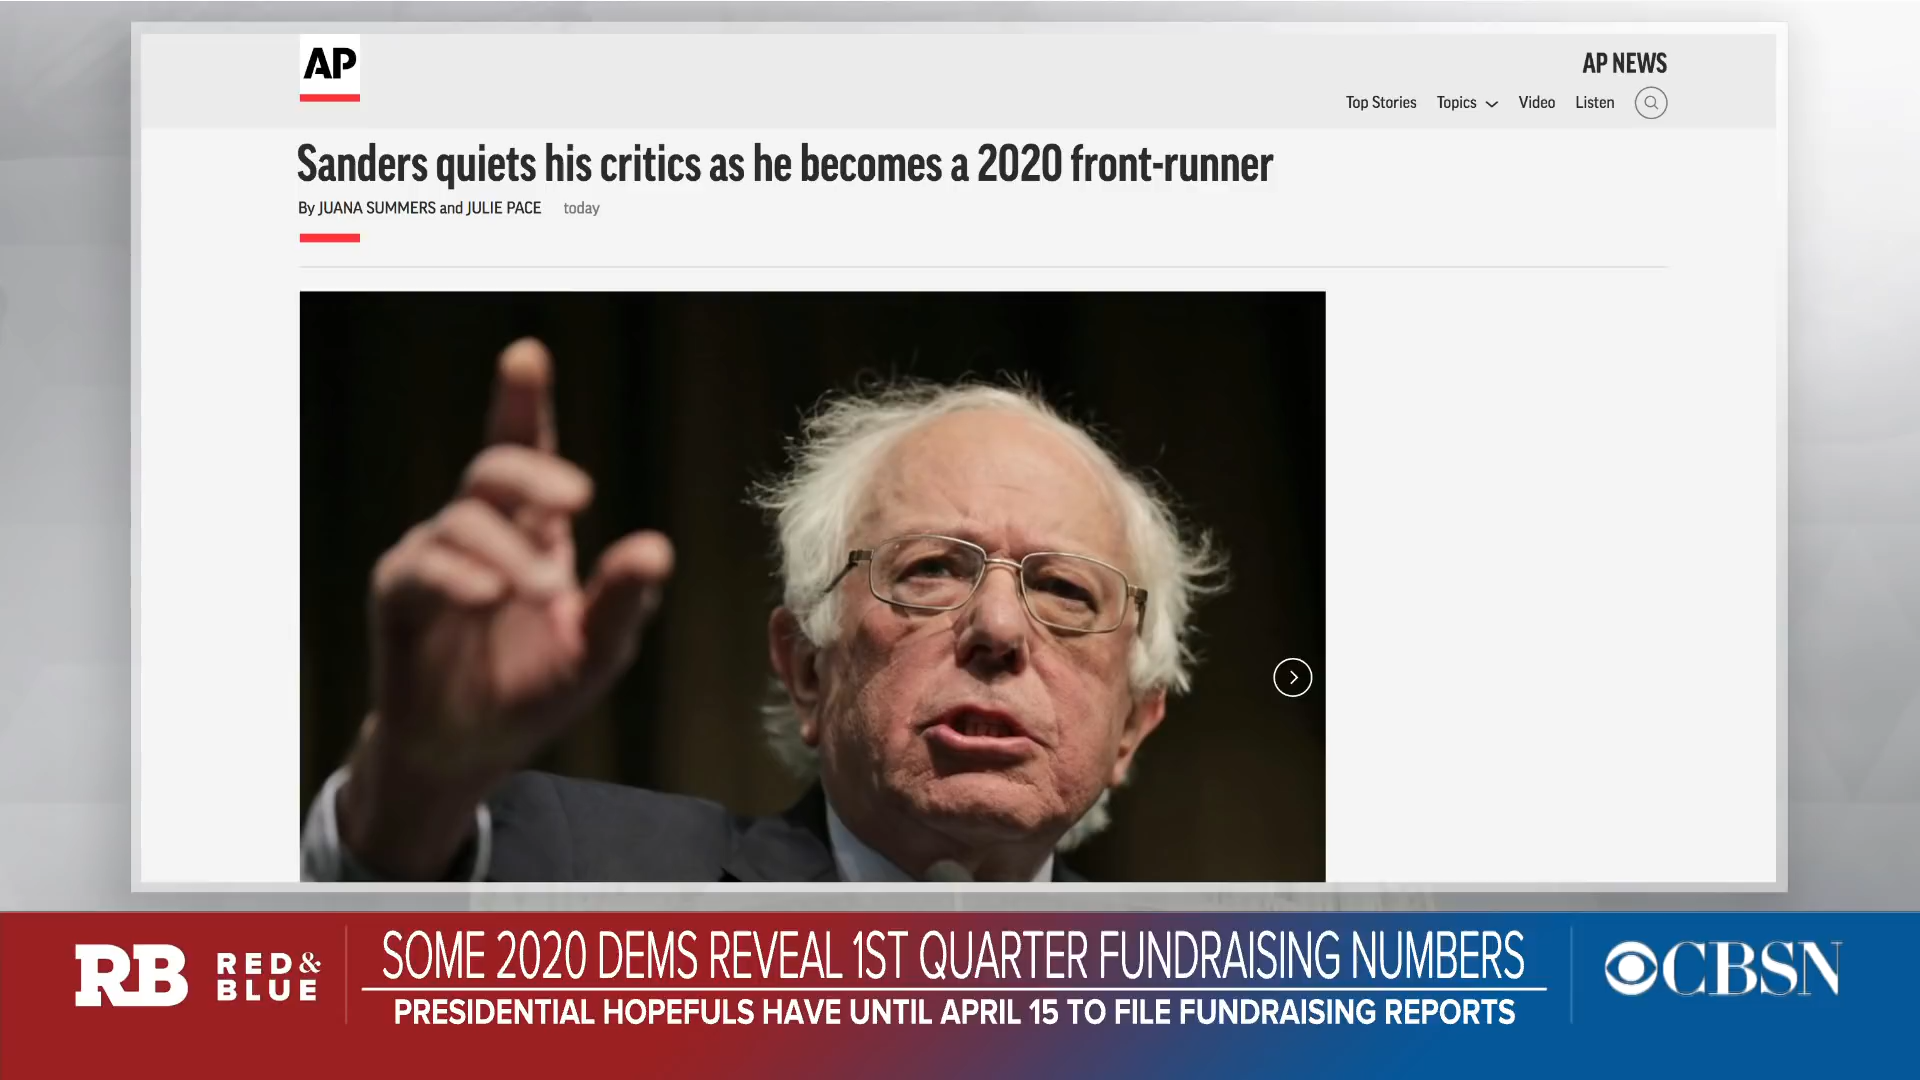 AP
AP NEWS
Top Stories Topics Video Listen
Sanders quiets his critics as he becomes a 2020 front-runner
By JUANA SUMMERS and JULIE PACE today
RB RED & BLUE
SOME 2020 DEMS REVEAL 1ST QUARTER FUNDRAISING NUMBERS
PRESIDENTIAL HOPEFULS HAVE UNTIL APRIL 15 TO FILE FUNDRAISING REPORTS
CBSN